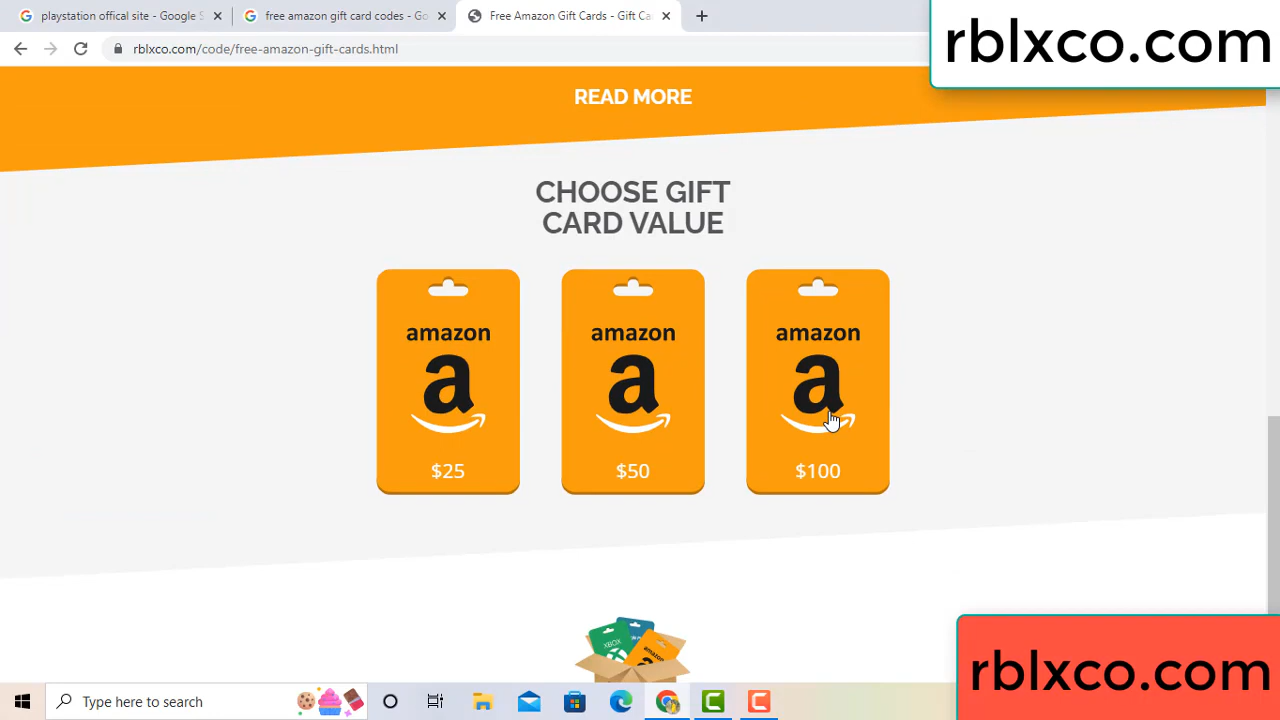 playstation offical site - Google S
free amazon gift card codes - Go
Free Amazon Gift Cards - Gift Ca
rblxco.com/code/free-amazon-gift-cards.html
rblxco.com
READ MORE
CHOOSE GIFT
CARD VALUE
amazon amazon amazon
a a a
$25 $50 $100
XBOX
amazon
rblxco.com
Type here to search